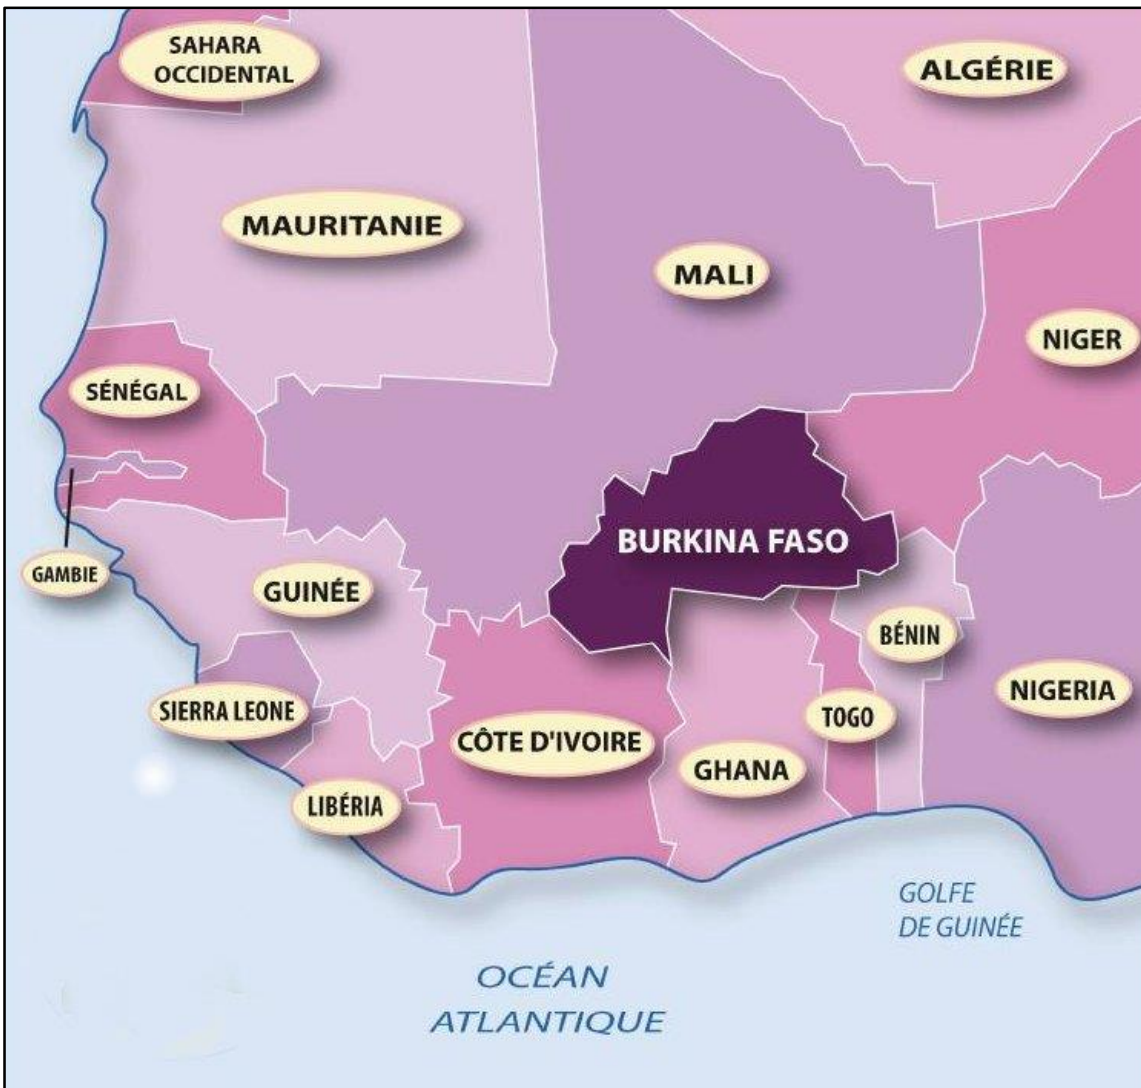 SAHARA
OCCIDENTAL
ALGÉRIE
MAURITANIE
MALI
NIGER
SÉNÉGAL
BURKINA FASO
GAMBIE
GUINÉE
BÉNIN
NIGERIA
SIERRA LEONE
TOGO
CÔTE D'IVOIRE
GHANA
LIBÉRIA
GOLFE
DE GUINÉE
OCÉAN
ATLANTIQUE